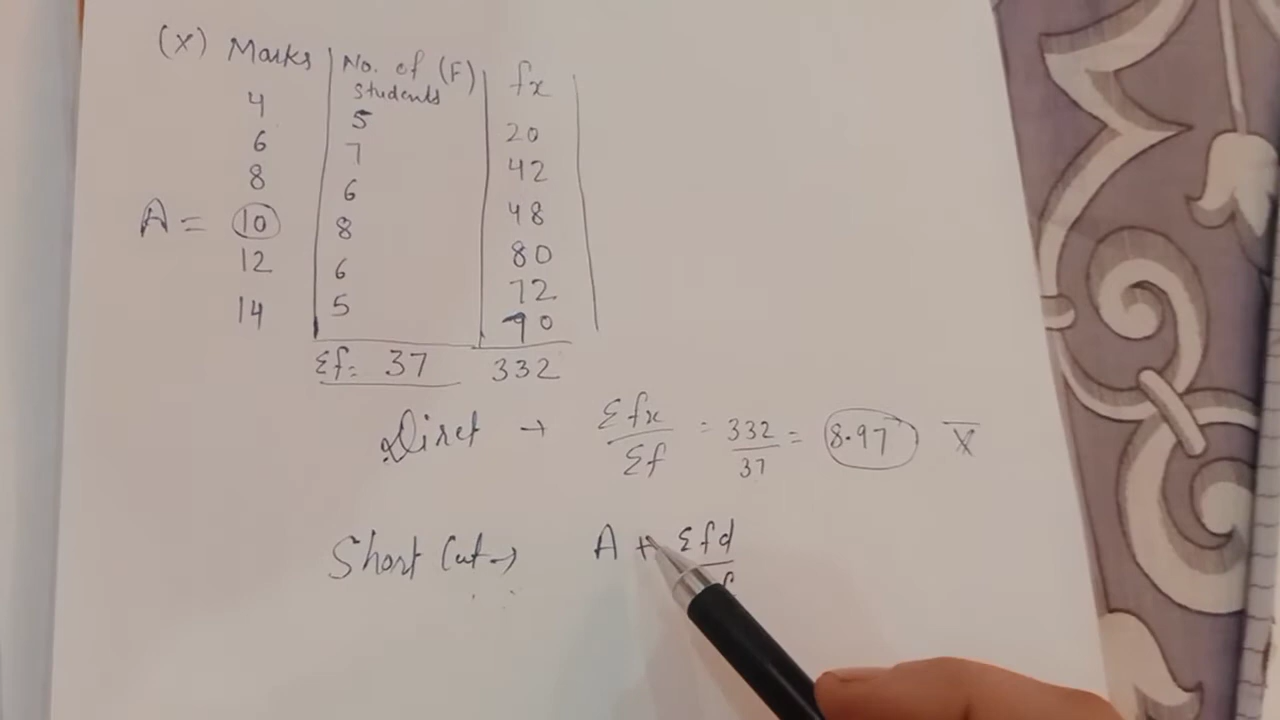 (X) Marks No. of (F) students fx
4 5 20
6 7 42
8 6 48
A = 10 8 80
12 6 72
14 5 90
Σf= 37 332
Direct → Σfx / Σf = 332 / 37 = 8.97 X̄
Short Cut → A + Σfd / f